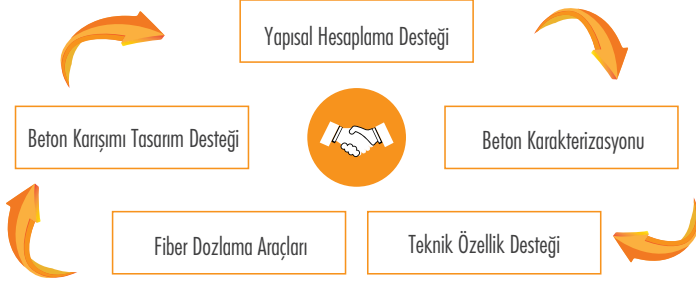 Yapısal Hesaplama Desteği
Beton Karışımı Tasarım Desteği
Beton Karakterizasyonu
Fiber Dozlama Araçları
Teknik Özellik Desteği